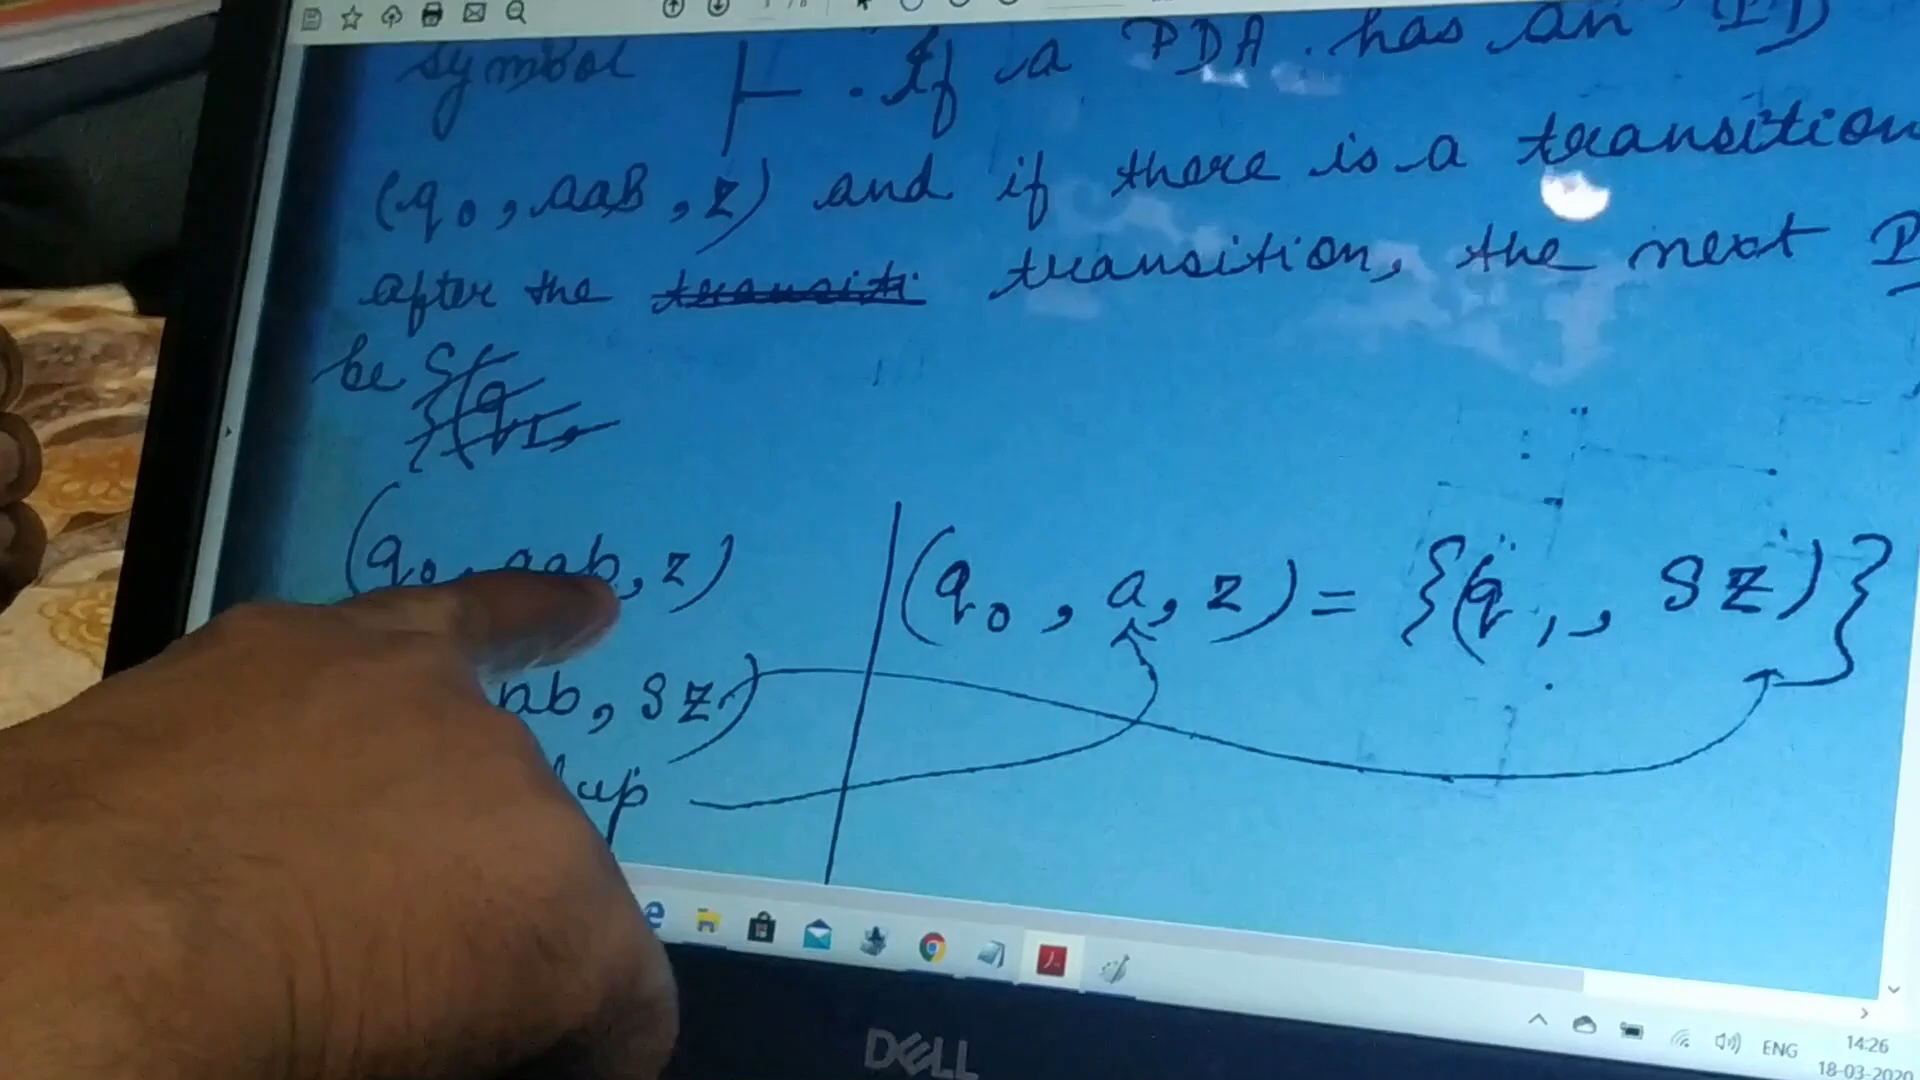 symbol ⊢. If a PDA has an ID
(q0, aaB, z) and if there is a transition
after the transiti transition, the next
be
(q0, aab, z)
(q0, a, z) = {(q1, sz)}
ab, sz)
up
DELL
ENG
14:26
18-03-2020